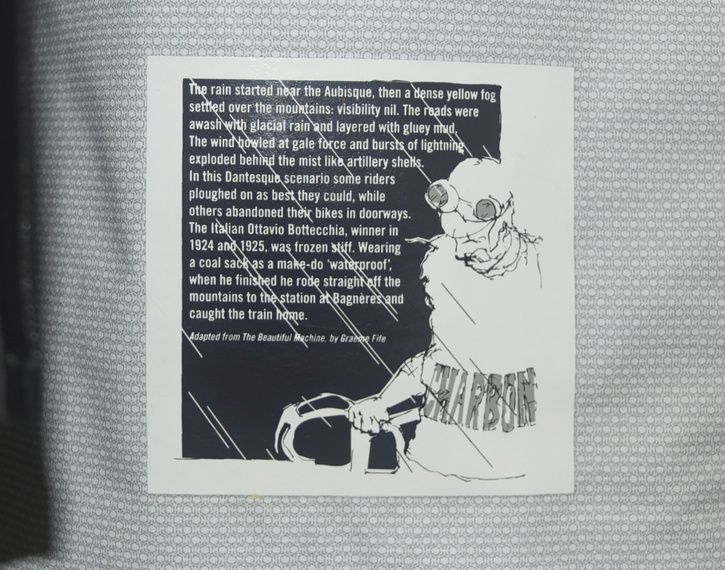 The rain started near the Aubisque, then a dense yellow fog
settled over the mountains: visibility nil. The roads were
awash with glacial rain and layered with gluey mud.
The wind howled at gale force and bursts of lightning
exploded behind the mist like artillery shells.
In this Dantesque scenario some riders
ploughed on as best they could, while
others abandoned their bikes in doorways.
The Italian Ottavio Bottecchia, winner in
1924 and 1925, was frozen stiff. Wearing
a coal sack as a make-do ‘waterproof’,
when he finished he rode straight off the
mountains to the station at Bagnères and
caught the train home.
Adapted from The Beautiful Machine, by Graeme Fife
CHARBON